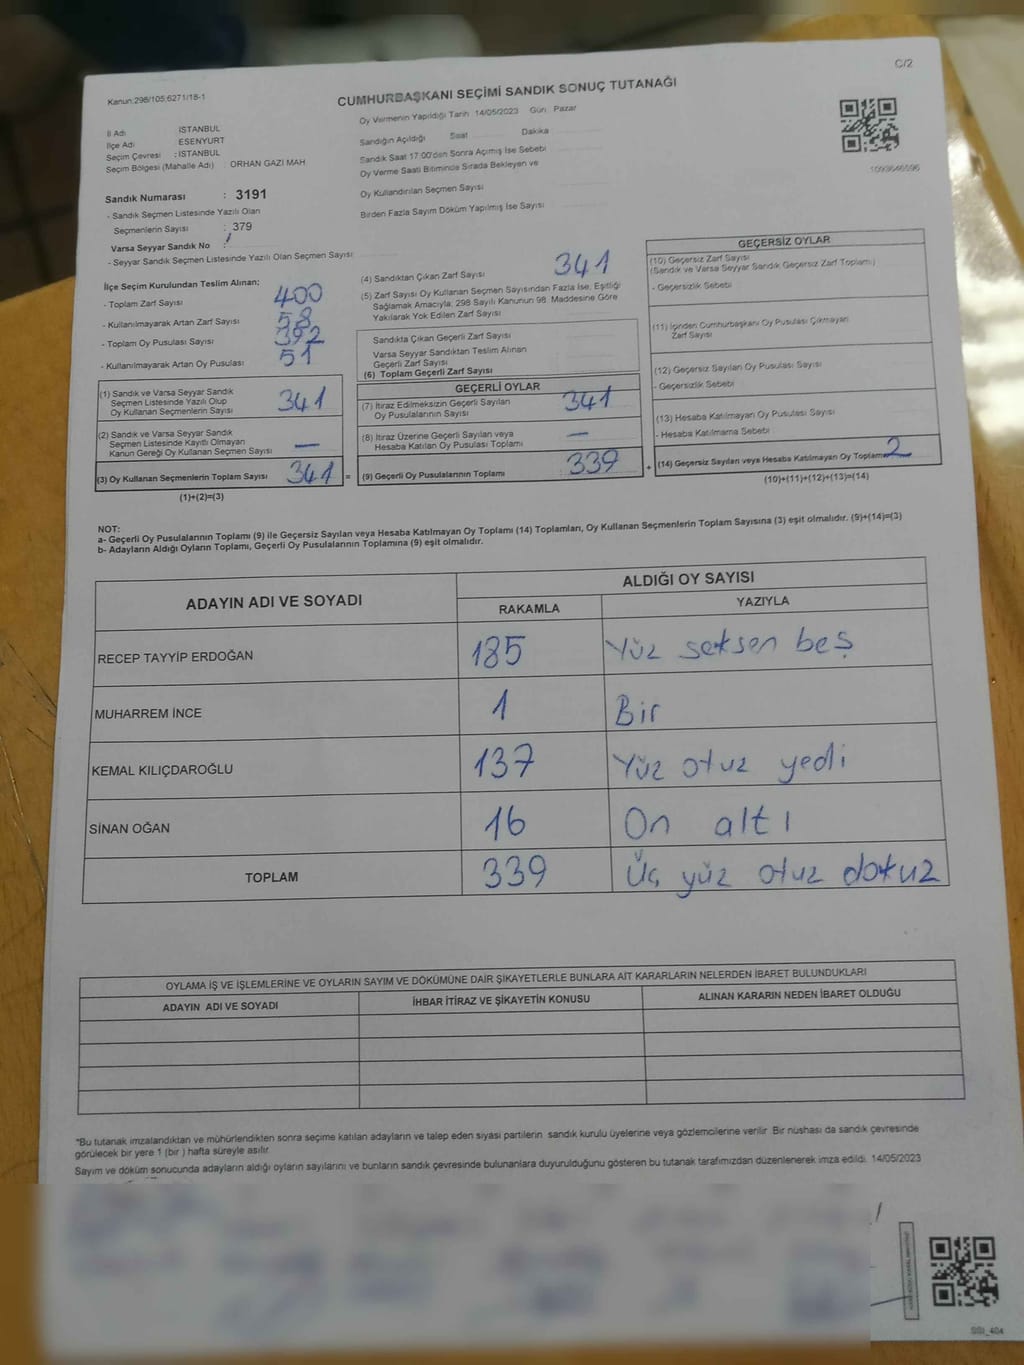 C/2
Kanun:298/105;6271/18-1
CUMHURBAŞKANI SEÇİMİ SANDIK SONUÇ TUTANAĞI
Oy Vermenin Yapıldığı Tarih 14/05/2023 Gün Pazar
İl Adı İSTANBUL
İlçe Adı ESENYURT
Seçim Çevresi : İSTANBUL
Seçim Bölgesi (Mahalle Adı) : ORHAN GAZİ MAH
Sandığın Açıldığı Saat Dakika
Sandık Saat 17:00'den Sonra Açımış İse Sebebi
Oy Verme Saati Bitiminde Sırada Bekleyen ve
Oy Kullandırılan Seçmen Sayısı
Birden Fazla Sayım Döküm Yapılmış İse Sayısı
1093646596
Sandık Numarası : 3191
- Sandık Seçmen Listesinde Yazılı Olan
Seçmenlerin Sayısı : 379
Varsa Seyyar Sandık No :
- Seyyar Sandık Seçmen Listesinde Yazılı Olan Seçmen Sayısı
İlçe Seçim Kurulundan Teslim Alınan;
- Toplam Zarf Sayısı 400
- Kullanılmayarak Artan Zarf Sayısı 58
- Toplam Oy Pusulası Sayısı 392
- Kullanılmayarak Artan Oy Pusulası 51
(1) Sandık ve Varsa Seyyar Sandık
Seçmen Listesinde Yazılı Olup
Oy Kullanan Seçmenlerin Sayısı 341
(2) Sandık ve Varsa Seyyar Sandık
Seçmen Listesinde Kayıtlı Olmayan
Kanun Gereği Oy Kullanan Seçmen Sayısı —
(3) Oy Kullanan Seçmenlerin Toplam Sayısı 341 =
(1)+(2)=(3)
(4) Sandıktan Çıkan Zarf Sayısı 341
(5) Zarf Sayısı Oy Kullanan Seçmen Sayısından Fazla İse, Eşitliği
Sağlamak Amacıyla; 298 Sayılı Kanunun 98. Maddesine Göre
Yakılarak Yok Edilen Zarf Sayısı
Sandıkta Çıkan Geçerli Zarf Sayısı
Varsa Seyyar Sandıktan Teslim Alınan
Geçerli Zarf Sayısı
(6) Toplam Geçerli Zarf Sayısı
GEÇERLİ OYLAR
(7) İtiraz Edilmeksizin Geçerli Sayılan
Oy Pusulalarının Sayısı 341
(8) İtiraz Üzerine Geçerli Sayılan veya
Hesaba Katılan Oy Pusulası Toplamı —
(9) Geçerli Oy Pusulalarının Toplamı : 339 +
GEÇERSİZ OYLAR
(10) Geçersiz Zarf Sayısı
(Sandık ve Varsa Seyyar Sandık Geçersiz Zarf Toplamı)
- Geçersizlik Sebebi
(11) İçinden Cumhurbaşkanı Oy Pusulası Çıkmayan
Zarf Sayısı
(12) Geçersiz Sayılan Oy Pusulası Sayısı
- Geçersizlik Sebebi
(13) Hesaba Katılmayan Oy Pusulası Sayısı
- Hesaba Katılmama Sebebi
(14) Geçersiz Sayılan veya Hesaba Katılmayan Oy Toplamı 2
(10)+(11)+(12)+(13)=(14)
NOT:
a- Geçerli Oy Pusulalarının Toplamı (9) ile Geçersiz Sayılan veya Hesaba Katılmayan Oy Toplamı (14) Toplamları, Oy Kullanan Seçmenlerin Toplam Sayısına (3) eşit olmalıdır. (9)+(14)=(3)
b- Adayların Aldığı Oyların Toplamı, Geçerli Oy Pusulalarının Toplamına (9) eşit olmalıdır.
ADAYIN ADI VE SOYADI ALDIĞI OY SAYISI
RAKAMLA YAZIYLA
RECEP TAYYİP ERDOĞAN 185 Yüz seksen beş
MUHARREM İNCE 1 Bir
KEMAL KILIÇDAROĞLU 137 Yüz otuz yedi
SİNAN OĞAN 16 On altı
TOPLAM 339 Üç yüz otuz dokuz
OYLAMA İŞ VE İŞLEMLERİNE VE OYLARIN SAYIM VE DÖKÜMÜNE DAİR ŞİKAYETLERLE BUNLARA AİT KARARLARIN NELERDEN İBARET BULUNDUKLARI
ADAYIN ADI VE SOYADI İHBAR İTİRAZ VE ŞİKAYETİN KONUSU ALINAN KARARIN NEDEN İBARET OLDUĞU
*Bu tutanak imzalandıktan ve mühürlendikten sonra seçime katılan adayların ve talep eden siyasi partilerin sandık kurulu üyelerine veya gözlemcilerine verilir. Bir nüshası da sandık çevresinde
görülecek bir yere 1 (bir) hafta süreyle asılır.
Sayım ve döküm sonucunda adayların aldığı oyların sayılarını ve bunların sandık çevresinde bulunanlara duyurulduğunu gösteren bu tutanak tarafımızdan düzenlenerek imza edildi. 14/05/2023